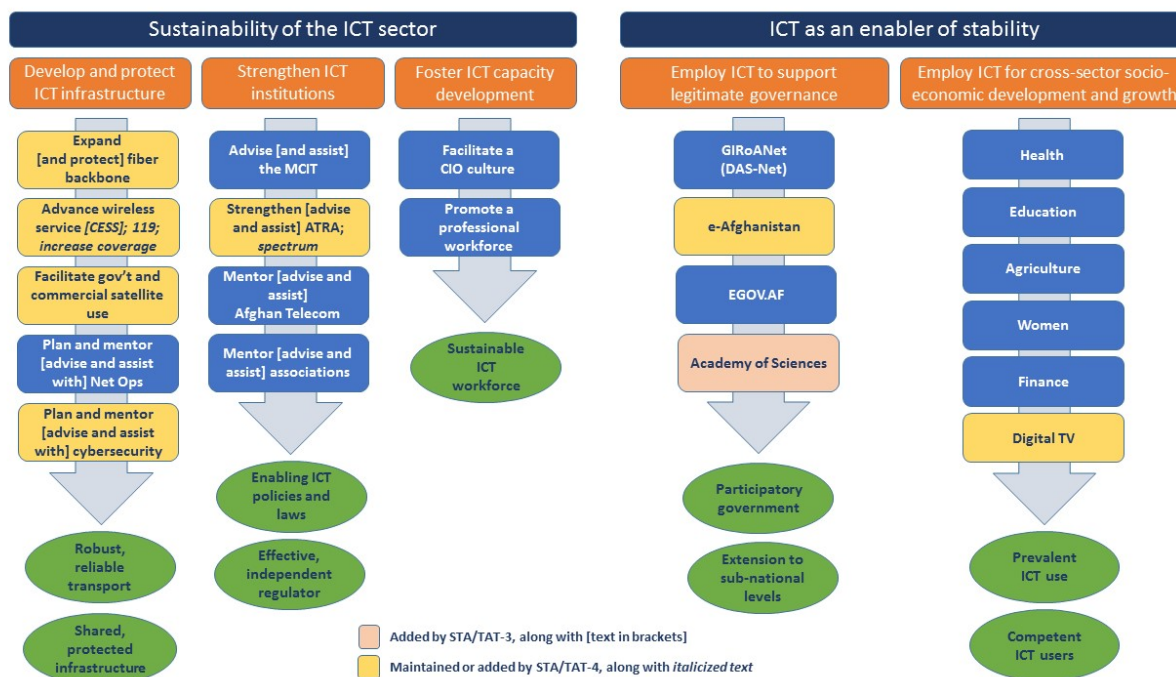 Sustainability of the ICT sector
Develop and protect
ICT infrastructure
Expand
[and protect] fiber
backbone
Advance wireless
service [CESS]; 119;
increase coverage
Facilitate gov't and
commercial satellite
use
Plan and mentor
[advise and assist
with] Net Ops
Plan and mentor
[advise and assist
with] cybersecurity
Robust,
reliable
transport
Shared,
protected
infrastructure
Strengthen ICT
institutions
Advise [and assist]
the MCIT
Strengthen [advise
and assist] ATRA;
spectrum
Mentor [advise and
assist]
Afghan Telecom
Mentor [advise and
assist] associations
Enabling ICT
policies and
laws
Effective,
independent
regulator
Foster ICT capacity
development
Facilitate a
CIO culture
Promote a
professional
workforce
Sustainable
ICT
workforce
ICT as an enabler of stability
Employ ICT to support
legitimate governance
GIRoANet
(DAS-Net)
e-Afghanistan
EGOV.AF
Academy of Sciences
Participatory
government
Extension to
sub-national
levels
Employ ICT for cross-sector socio-
economic development and growth
Health
Education
Agriculture
Women
Finance
Digital TV
Prevalent
ICT use
Competent
ICT users
Added by STA/TAT-3, along with [text in brackets]
Maintained or added by STA/TAT-4, along with italicized text